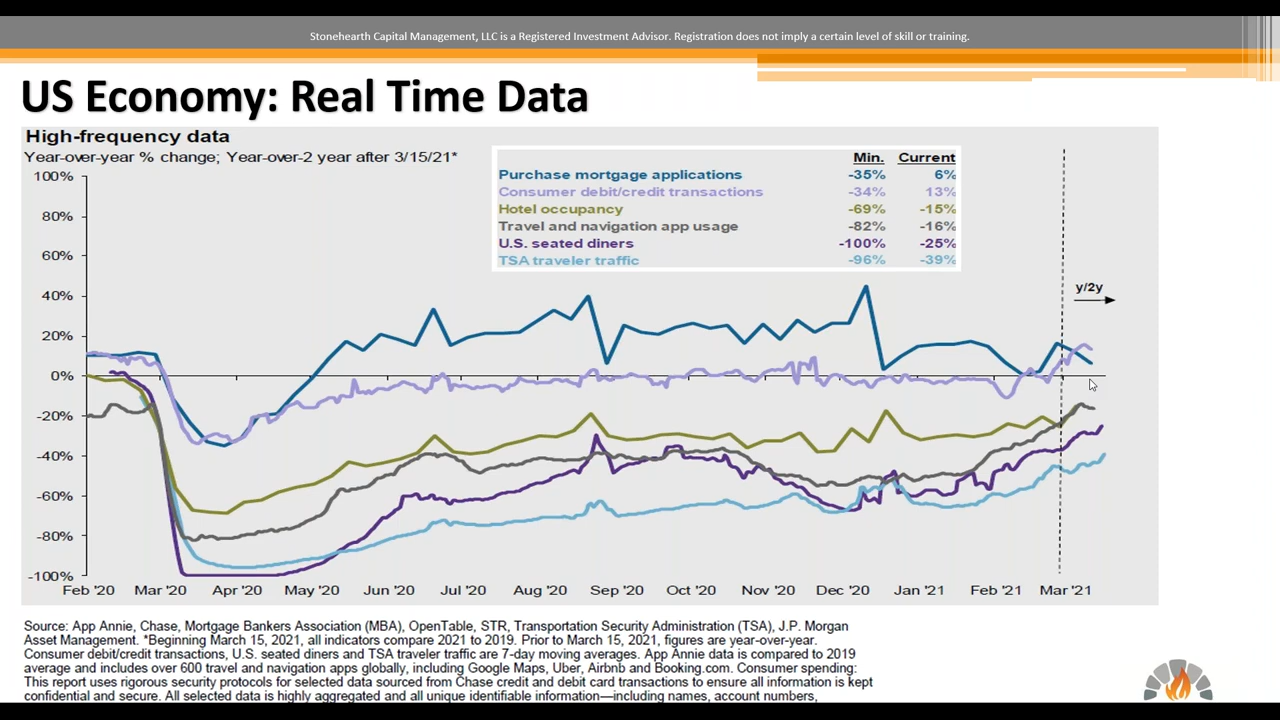 Stonehearth Capital Management, LLC is a Registered Investment Advisor. Registration does not imply a certain level of skill or training.
US Economy: Real Time Data
High-frequency data
Year-over-year % change; Year-over-2 year after 3/15/21*
Min. Current
Purchase mortgage applications -35% 6%
Consumer debit/credit transactions -34% 13%
Hotel occupancy -69% -15%
Travel and navigation app usage -82% -16%
U.S. seated diners -100% -25%
TSA traveler traffic -96% -39%
y/2y
100%
80%
60%
40%
20%
0%
-20%
-40%
-60%
-80%
-100%
Feb '20 Mar '20 Apr '20 May '20 Jun '20 Jul '20 Aug '20 Sep '20 Oct '20 Nov '20 Dec '20 Jan '21 Feb '21 Mar '21
Source: App Annie, Chase, Mortgage Bankers Association (MBA), OpenTable, STR, Transportation Security Administration (TSA), J.P. Morgan
Asset Management. *Beginning March 15, 2021, all indicators compare 2021 to 2019. Prior to March 15, 2021, figures are year-over-year.
Consumer debit/credit transactions, U.S. seated diners and TSA traveler traffic are 7-day moving averages. App Annie data is compared to 2019
average and includes over 600 travel and navigation apps globally, including Google Maps, Uber, Airbnb and Booking.com. Consumer spending:
This report uses rigorous security protocols for selected data sourced from Chase credit and debit card transactions to ensure all information is kept
confidential and secure. All selected data is highly aggregated and all unique identifiable information—including names, account numbers,